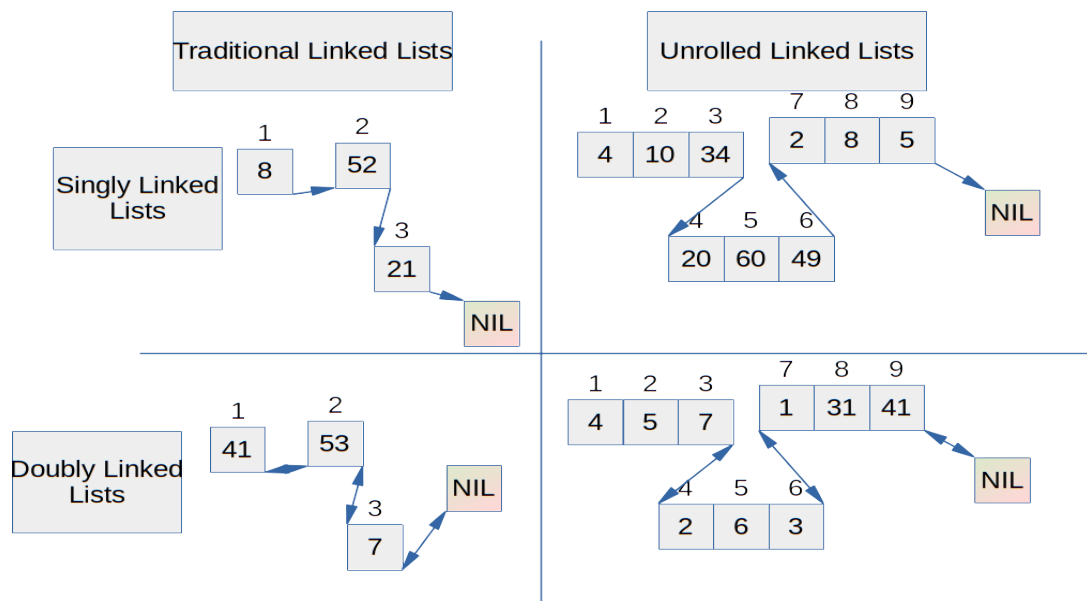 Traditional Linked Lists
Unrolled Linked Lists
Singly Linked
Lists
1
8
2
52
3
21
NIL
1 2 3
4 10 34
4 5 6
20 60 49
7 8 9
2 8 5
NIL
Doubly Linked
Lists
1
41
2
53
3
7
NIL
1 2 3
4 5 7
4 5 6
2 6 3
7 8 9
1 31 41
NIL